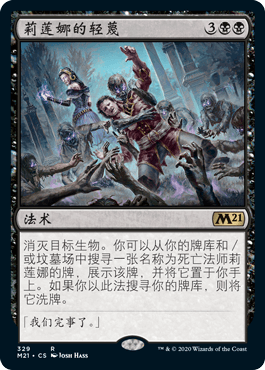 莉莲娜的轻蔑 3
法术 M21
消灭目标生物。你可以从你的牌库和/
或坟墓场中搜寻一张名称为死亡法师莉
莲娜的牌，展示该牌，并将它置于你手
上。如果你以此法搜寻你的牌库，则将
它洗牌。
「我们完事了。」
329 R
M21 • CS Josh Hass
™ & © 2020 Wizards of the Coast